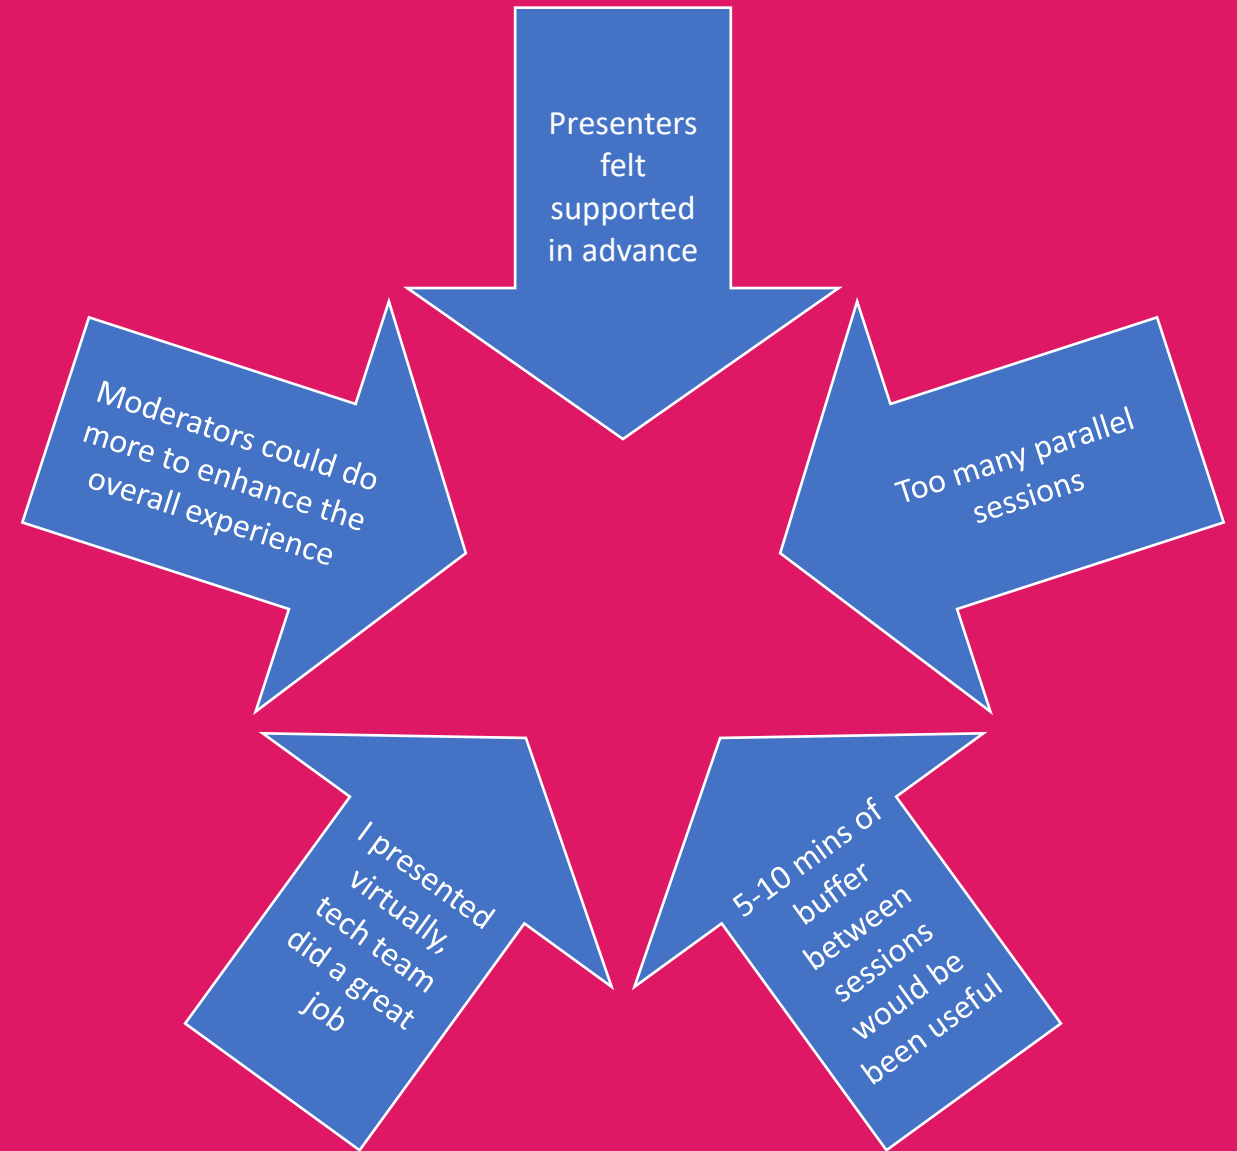 Presenters
felt
supported
in advance
Too many parallel
sessions
5-10 mins of
buffer
between
sessions
would be
been useful
I presented
virtually,
tech team
did a great
job
Moderators could do
more to enhance the
overall experience